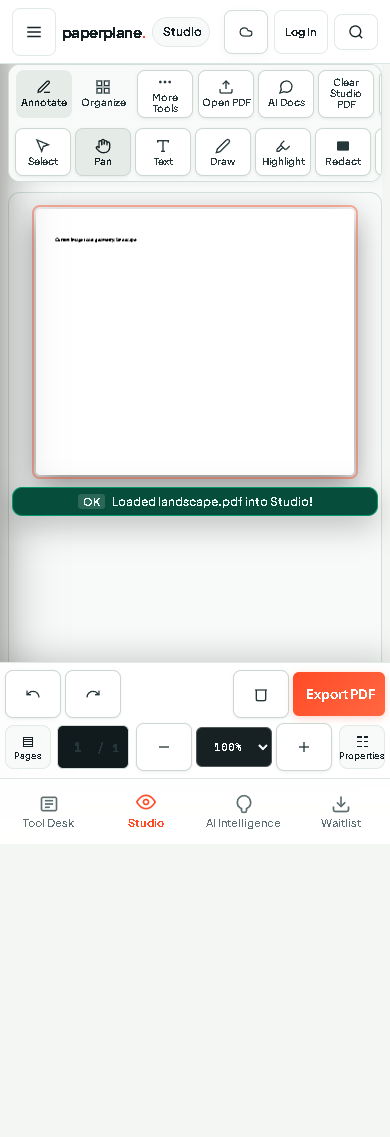 paperplane.
Studio
Log In
Annotate
Organize
More Tools
Open PDF
AI Docs
Clear Studio PDF
Select
Pan
Text
Draw
Highlight
Redact
OK Loaded landscape.pdf into Studio!
Export PDF
Pages
1 / 1
100%
Properties
Tool Desk
Studio
AI Intelligence
Waitlist